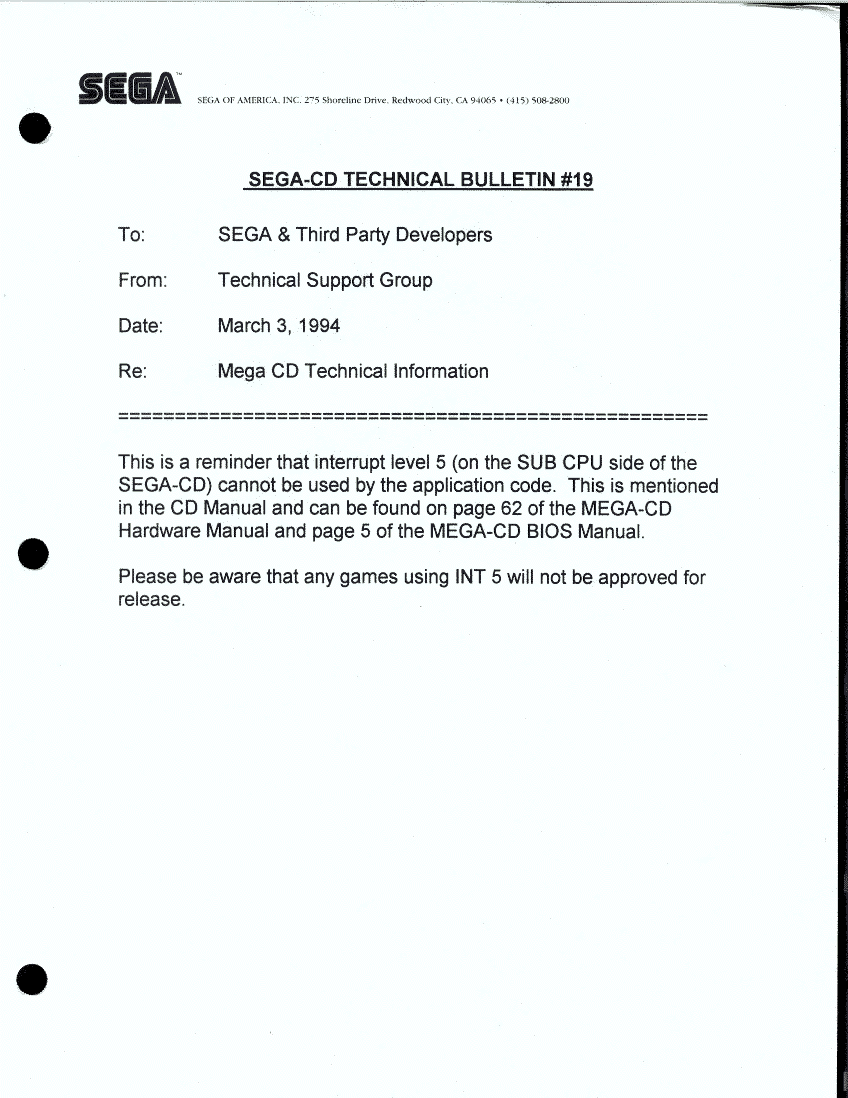 SEGA™
SEGA OF AMERICA, INC. 275 Shoreline Drive, Redwood City, CA 94065 • (415) 508-2800
SEGA-CD TECHNICAL BULLETIN #19
To: SEGA & Third Party Developers
From: Technical Support Group
Date: March 3, 1994
Re: Mega CD Technical Information
=====================================================
This is a reminder that interrupt level 5 (on the SUB CPU side of the
SEGA-CD) cannot be used by the application code. This is mentioned
in the CD Manual and can be found on page 62 of the MEGA-CD
Hardware Manual and page 5 of the MEGA-CD BIOS Manual.
Please be aware that any games using INT 5 will not be approved for
release.